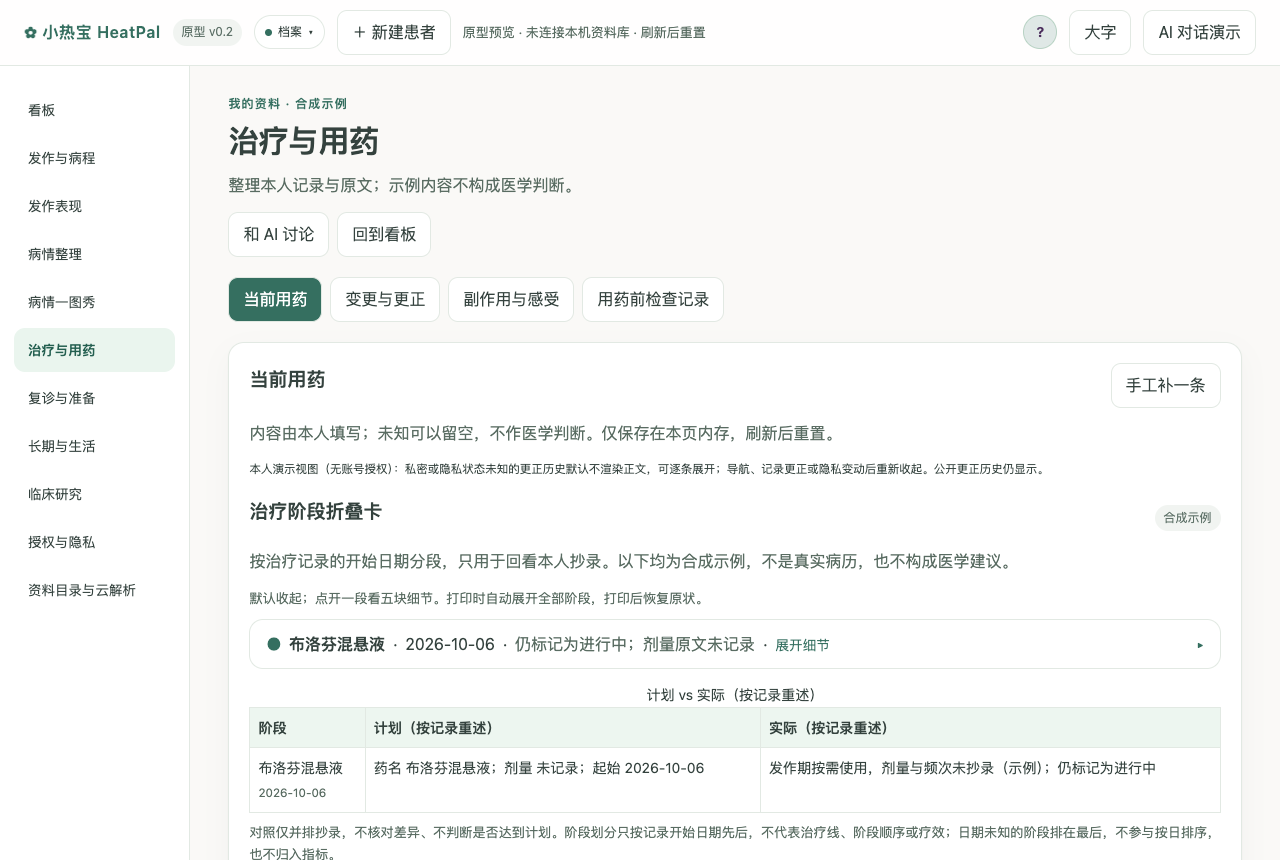 ✿ 小热宝 HeatPal
原型 v0.2
● 档案 ▾
＋ 新建患者
原型预览 · 未连接本机资料库 · 刷新后重置
?
大字
AI 对话演示
看板
发作与病程
发作表现
病情整理
病情一图秀
治疗与用药
复诊与准备
长期与生活
临床研究
授权与隐私
资料目录与云解析
我的资料 · 合成示例
治疗与用药
整理本人记录与原文；示例内容不构成医学判断。
和 AI 讨论
回到看板
当前用药
变更与更正
副作用与感受
用药前检查记录
当前用药
手工补一条
内容由本人填写；未知可以留空，不作医学判断。仅保存在本页内存，刷新后重置。
本人演示视图（无账号授权）：私密或隐私状态未知的更正历史默认不渲染正文，可逐条展开；导航、记录更正或隐私变动后重新收起。公开更正历史仍显示。
治疗阶段折叠卡
合成示例
按治疗记录的开始日期分段，只用于回看本人抄录。以下均为合成示例，不是真实病历，也不构成医学建议。
默认收起；点开一段看五块细节。打印时自动展开全部阶段，打印后恢复原状。
布洛芬混悬液 · 2026-10-06 · 仍标记为进行中；剂量原文未记录 · 展开细节 ▸
计划 vs 实际（按记录重述）
阶段 计划（按记录重述） 实际（按记录重述）
布洛芬混悬液 药名 布洛芬混悬液；剂量 未记录；起始 2026-10-06 发作期按需使用，剂量与频次未抄录（示例）；仍标记为进行中
2026-10-06
对照仅并排抄录，不核对差异、不判断是否达到计划。阶段划分只按记录开始日期先后，不代表治疗线、阶段顺序或疗效；日期未知的阶段排在最后，不参与按日排序，
也不归入指标。